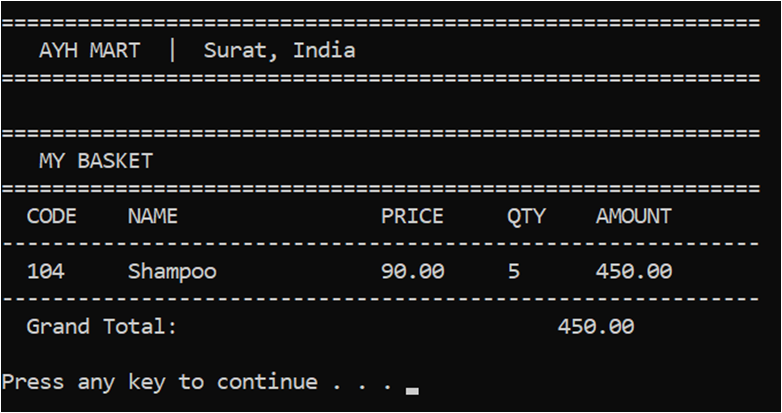 ============================================================
   AYH MART  |  Surat, India
============================================================

============================================================
   MY BASKET
============================================================
  CODE    NAME                PRICE     QTY    AMOUNT
------------------------------------------------------------
  104     Shampoo             90.00     5      450.00
------------------------------------------------------------
  Grand Total:                              450.00

Press any key to continue . . .